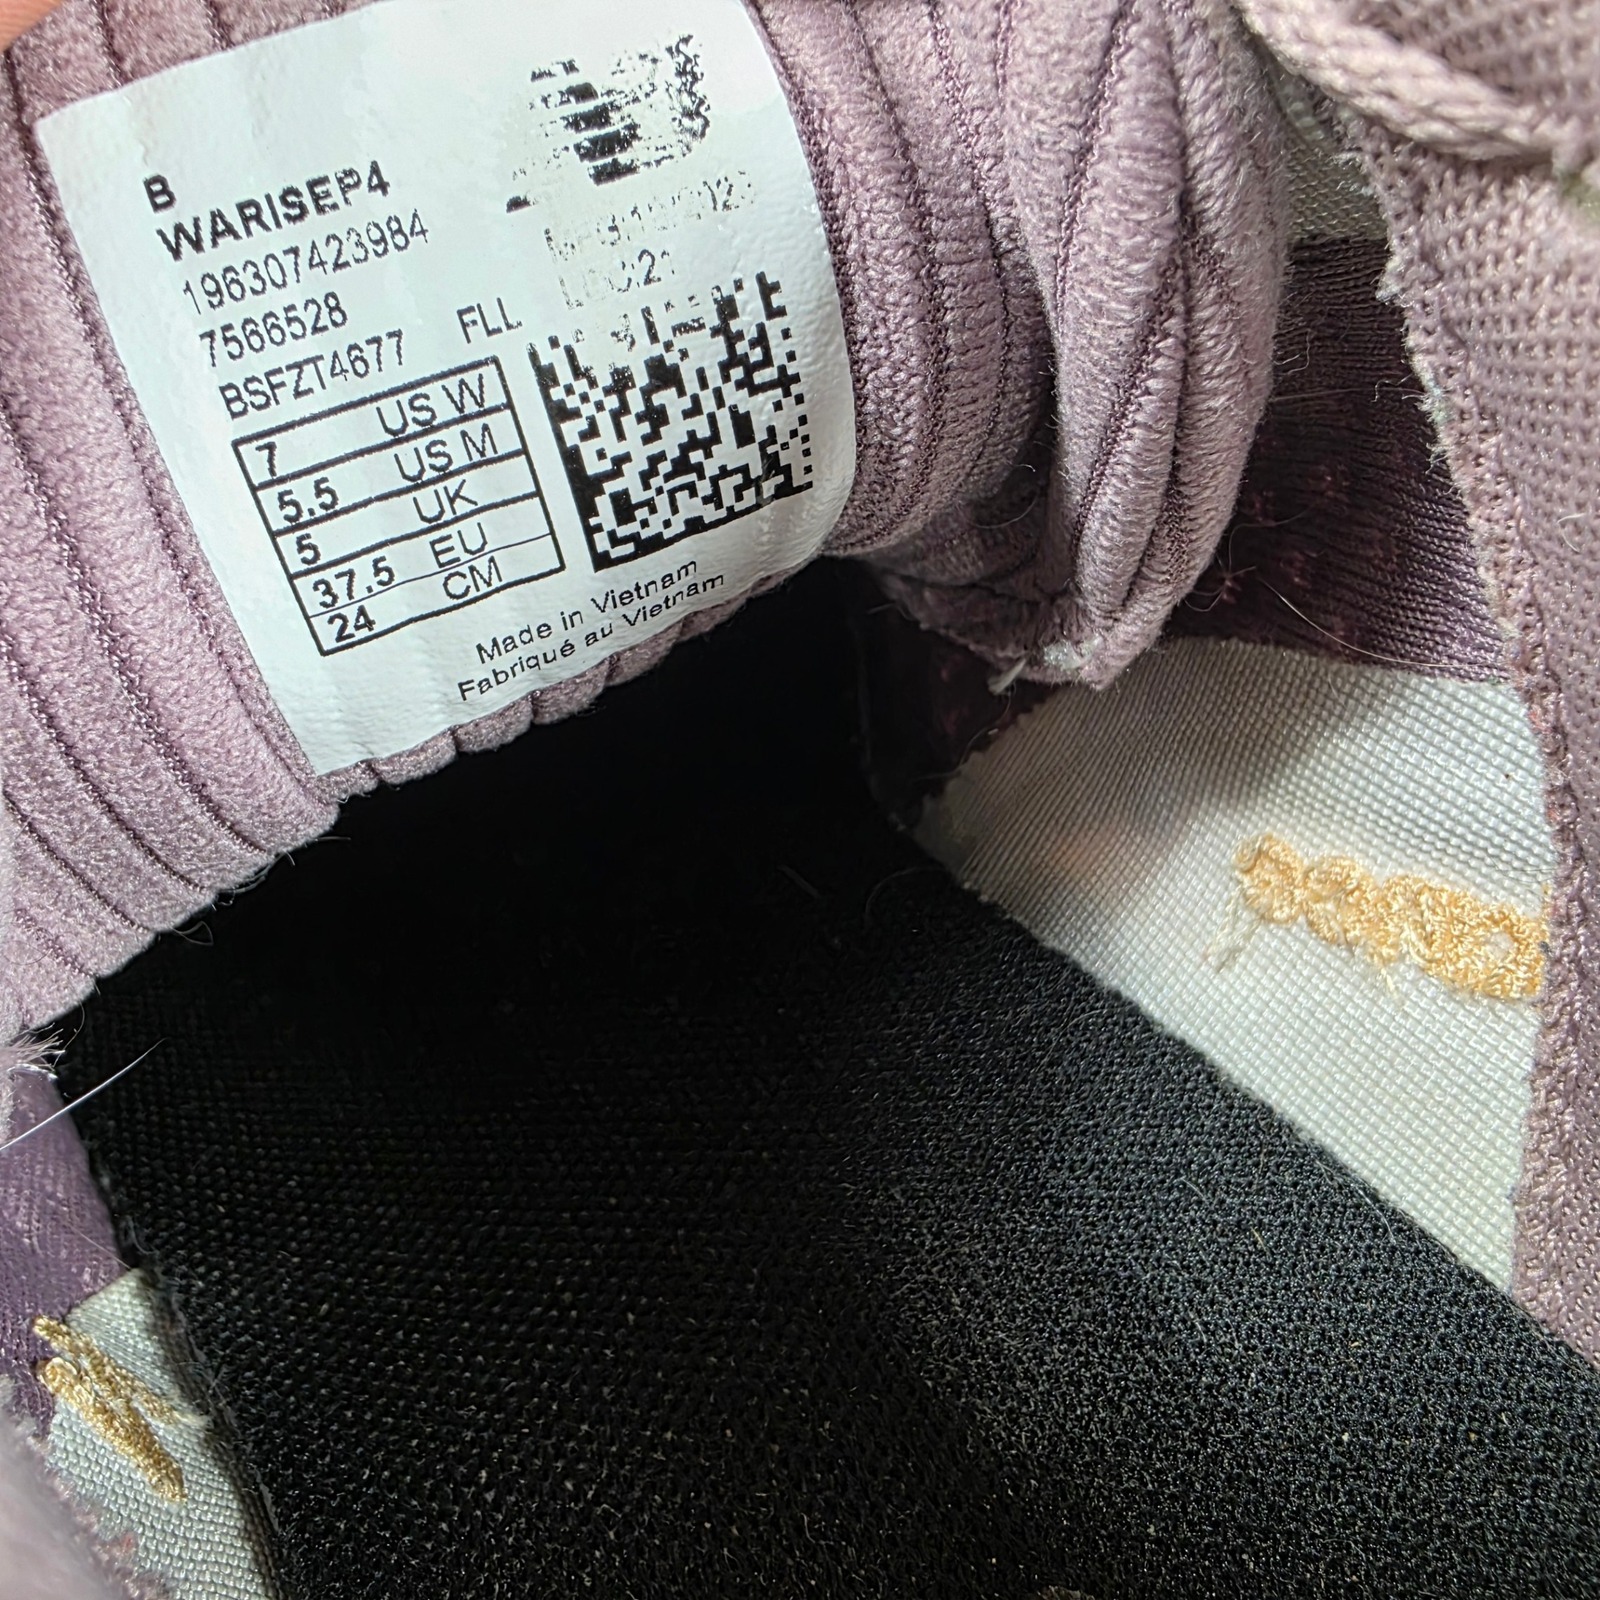 B
WARISEP4
196307423984
7566528
BSFZT4677 FLL
7 US W
5.5 US M
5 UK
37.5 EU
24 CM
Made in Vietnam
Fabriqué au Vietnam